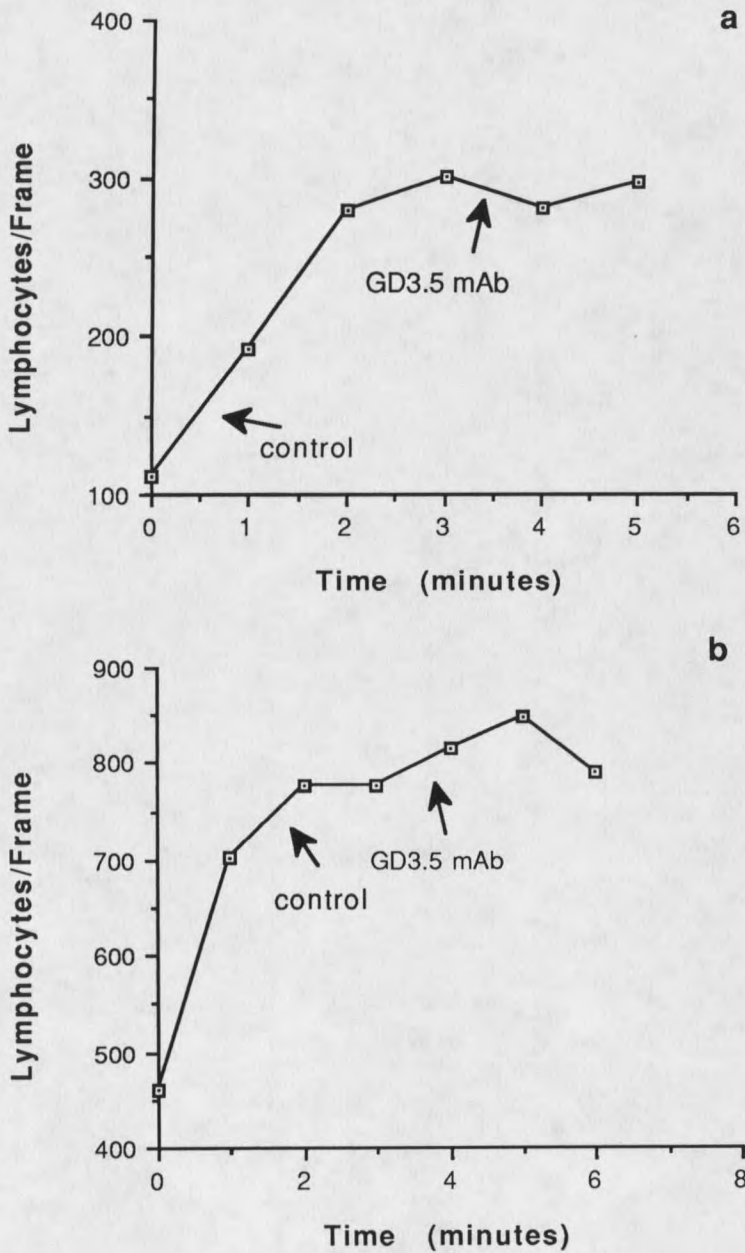 a
400
300
200
100
Lymphocytes/Frame
GD3.5 mAb
control
0 1 2 3 4 5 6
Time (minutes)
b
900
800
700
600
500
400
Lymphocytes/Frame
GD3.5 mAb
control
0 2 4 6 8
Time (minutes)